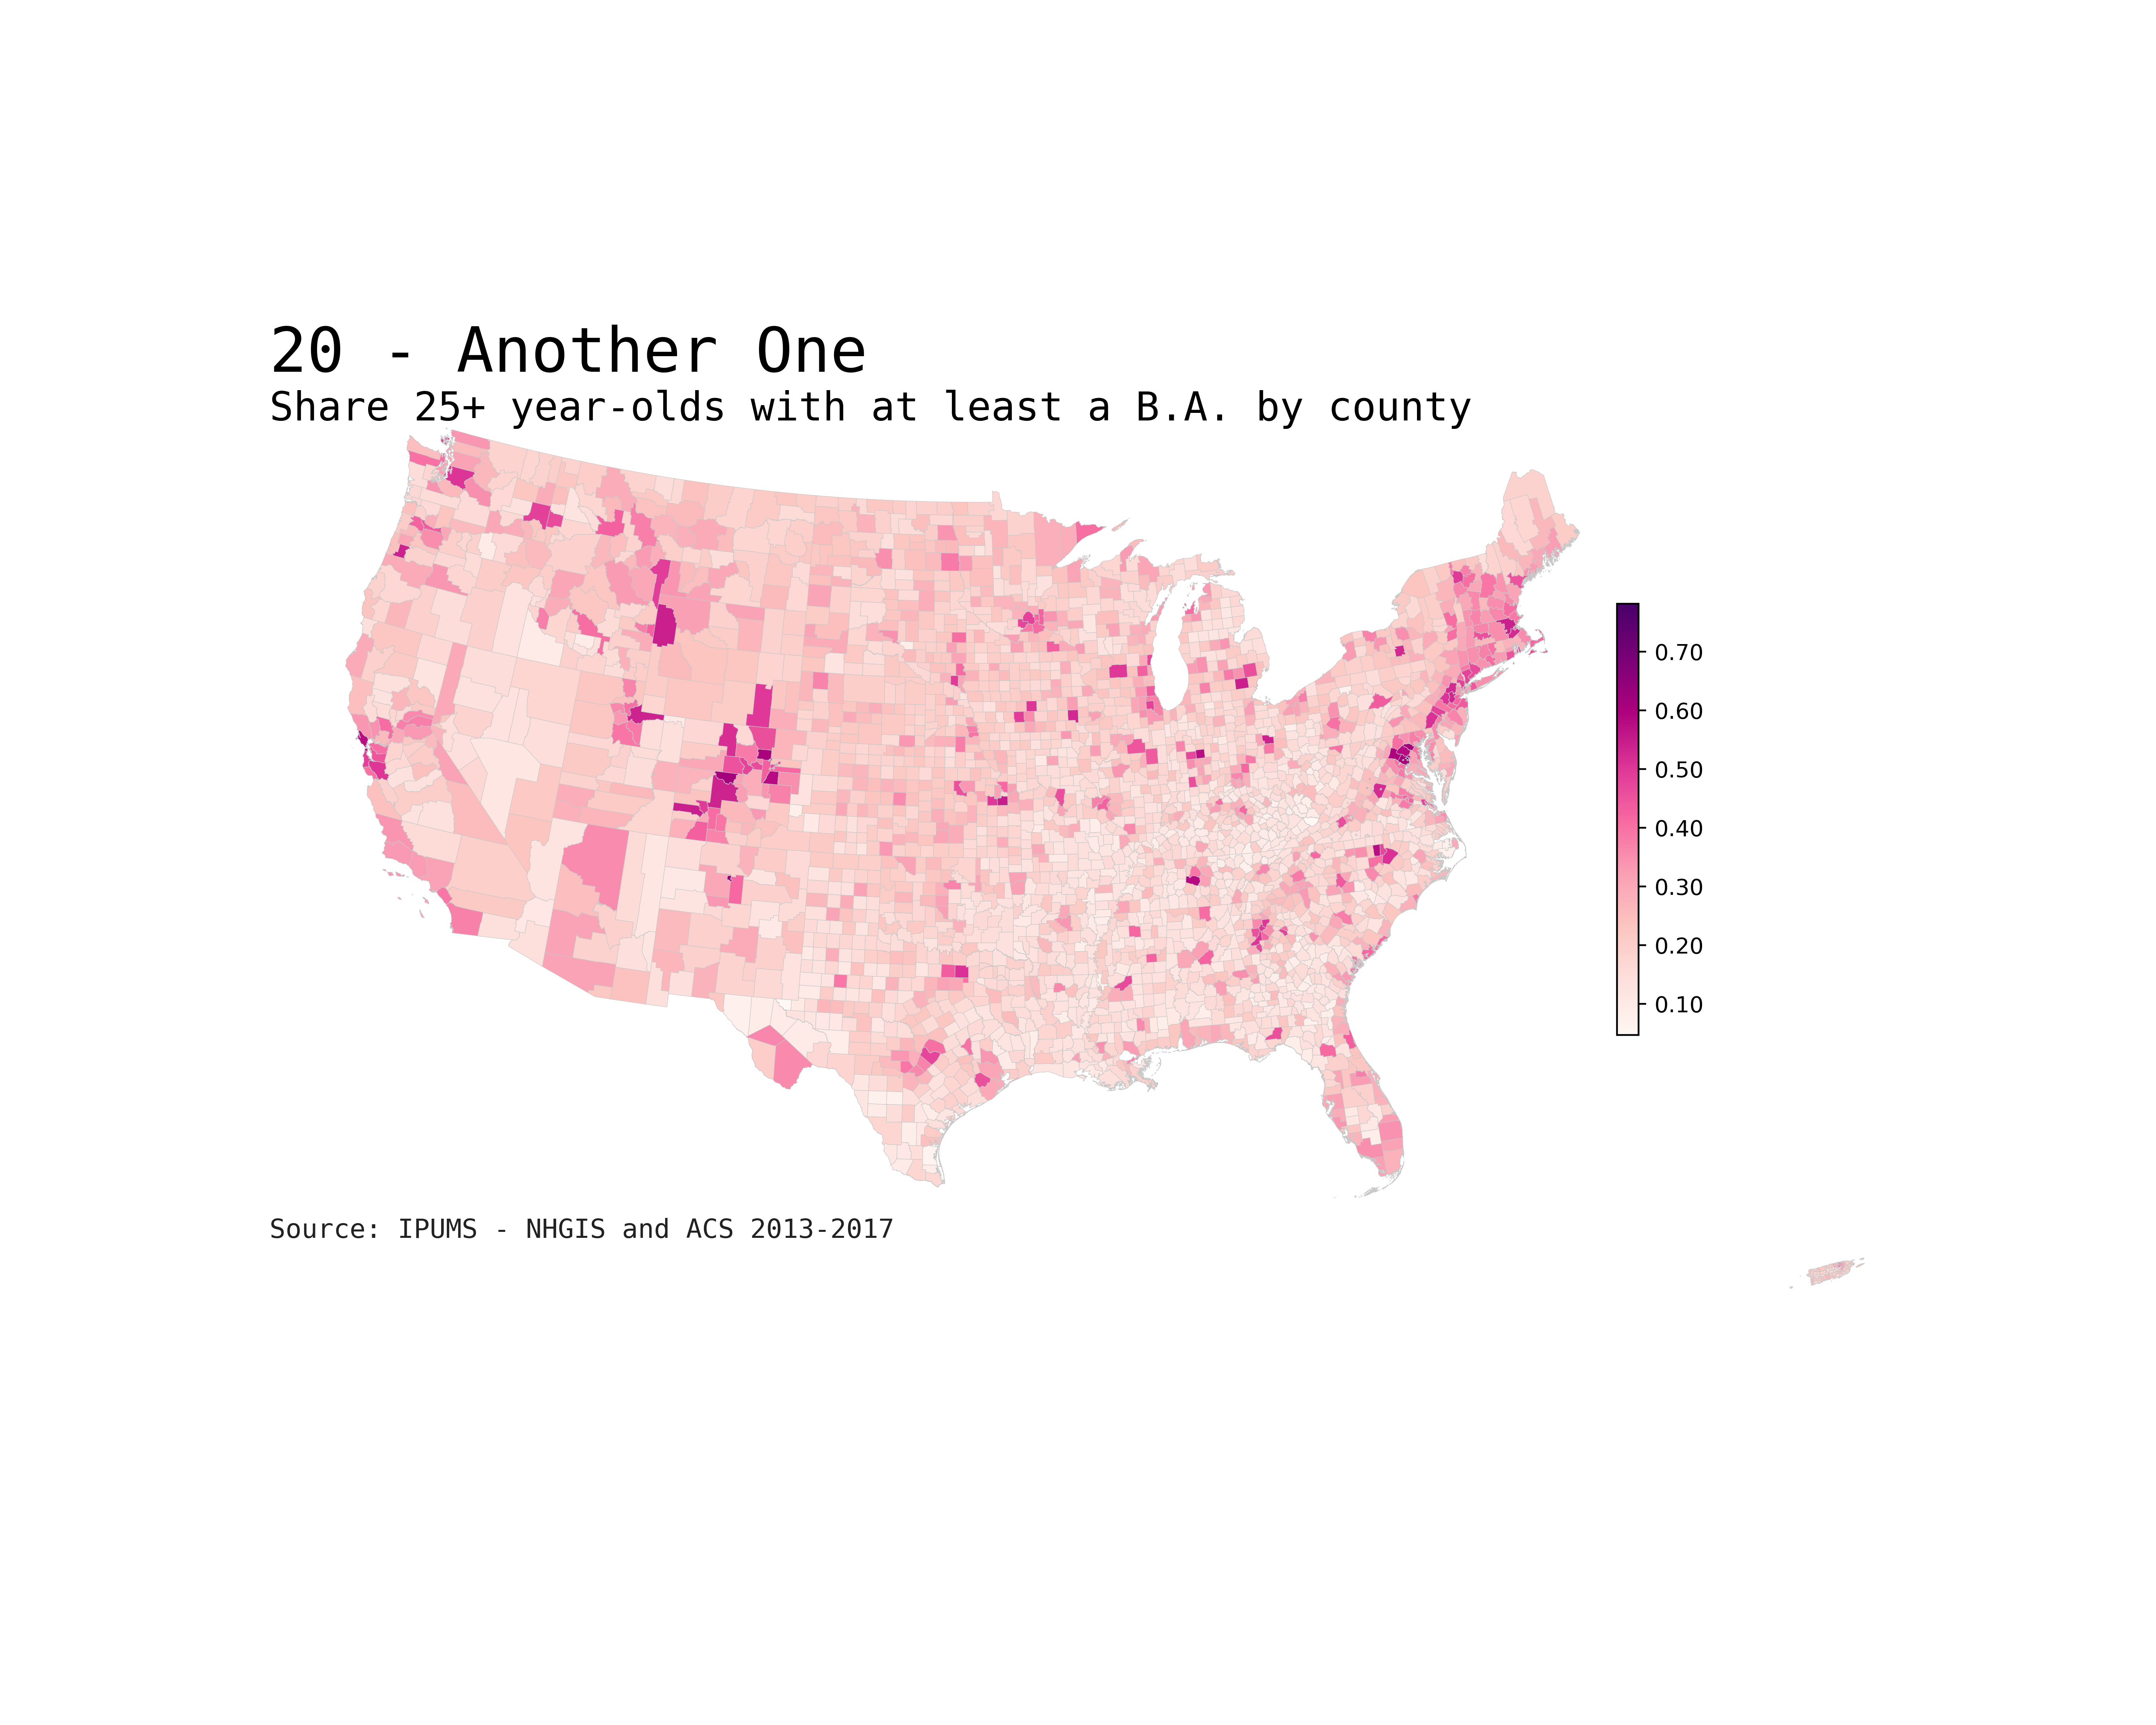 20 - Another One
Share 25+ year-olds with at least a B.A. by county
0.70
0.60
0.50
0.40
0.30
0.20
0.10
Source: IPUMS - NHGIS and ACS 2013-2017